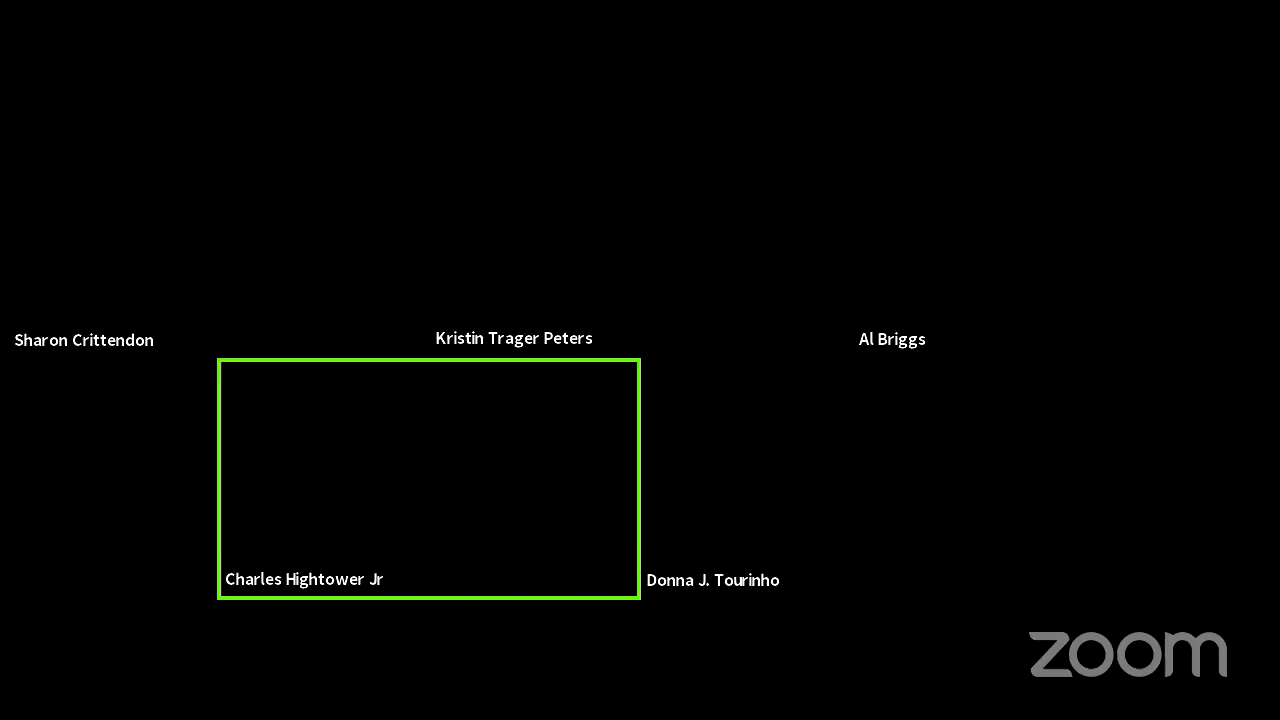 Sharon Crittendon
Kristin Trager Peters
Al Briggs
Charles Hightower Jr
Donna J. Tourinho
zoom